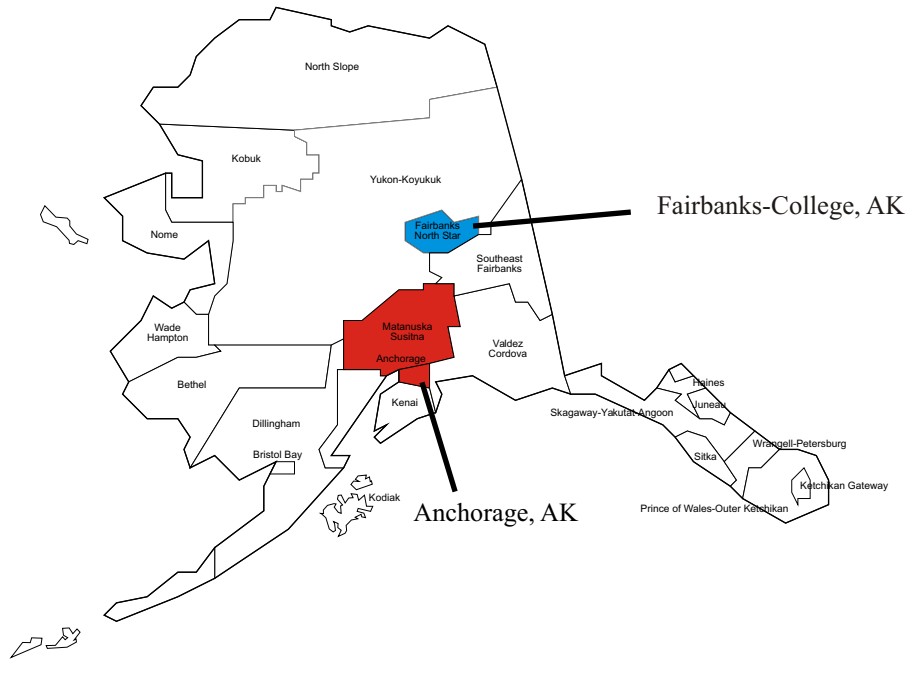 North Slope
Kobuk
Yukon-Koyukuk
Fairbanks-College, AK
Nome
Fairbanks
North Star
Southeast
Fairbanks
Wade
Hampton
Matanuska
Susitna
Valdez
Cordova
Anchorage
Bethel
Haines
Kenai
Juneau
Skagaway-Yakutat-Angoon
Dillingham
Wrangell-Petersburg
Bristol Bay
Sitka
Ketchikan Gateway
Kodiak
Prince of Wales-Outer Ketchikan
Anchorage, AK